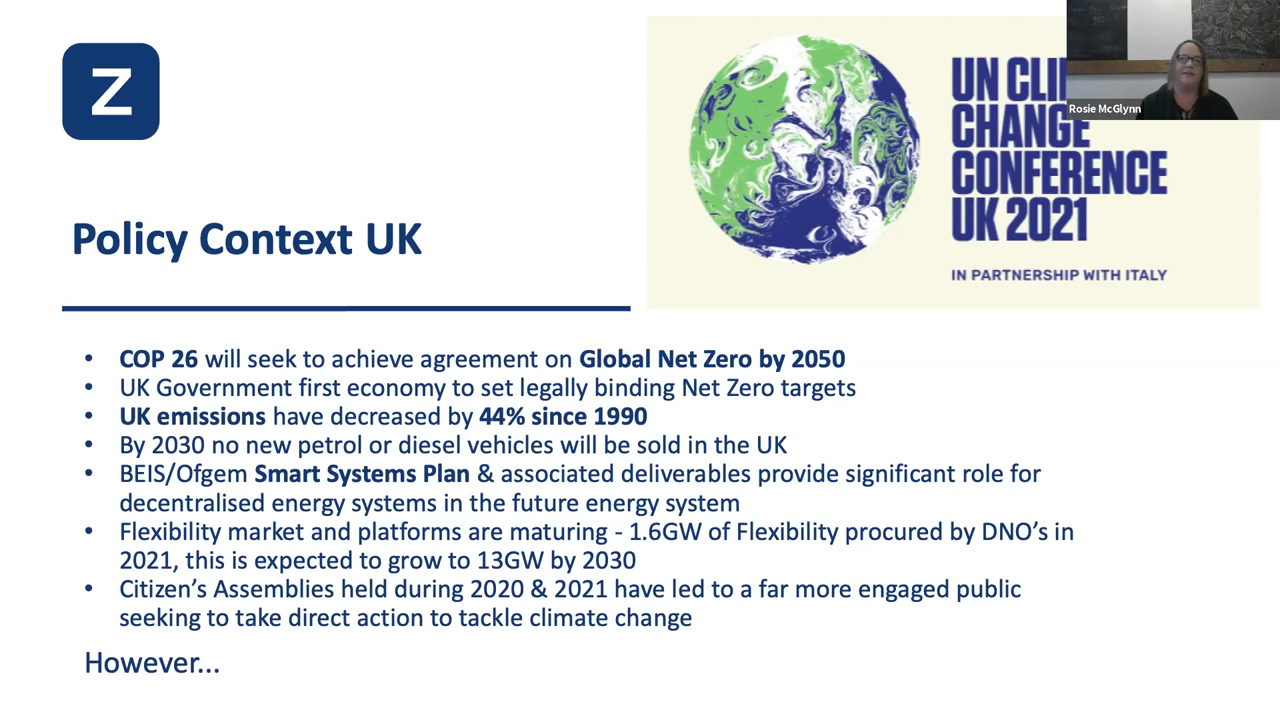 Z
UN CLI
CHANGE
CONFERENCE
UK 2021
IN PARTNERSHIP WITH ITALY
Rosie McGlynn
Policy Context UK
• COP 26 will seek to achieve agreement on Global Net Zero by 2050
• UK Government first economy to set legally binding Net Zero targets
• UK emissions have decreased by 44% since 1990
• By 2030 no new petrol or diesel vehicles will be sold in the UK
• BEIS/Ofgem Smart Systems Plan & associated deliverables provide significant role for
decentralised energy systems in the future energy system
• Flexibility market and platforms are maturing - 1.6GW of Flexibility procured by DNO's in
2021, this is expected to grow to 13GW by 2030
• Citizen's Assemblies held during 2020 & 2021 have led to a far more engaged public
seeking to take direct action to tackle climate change
However...